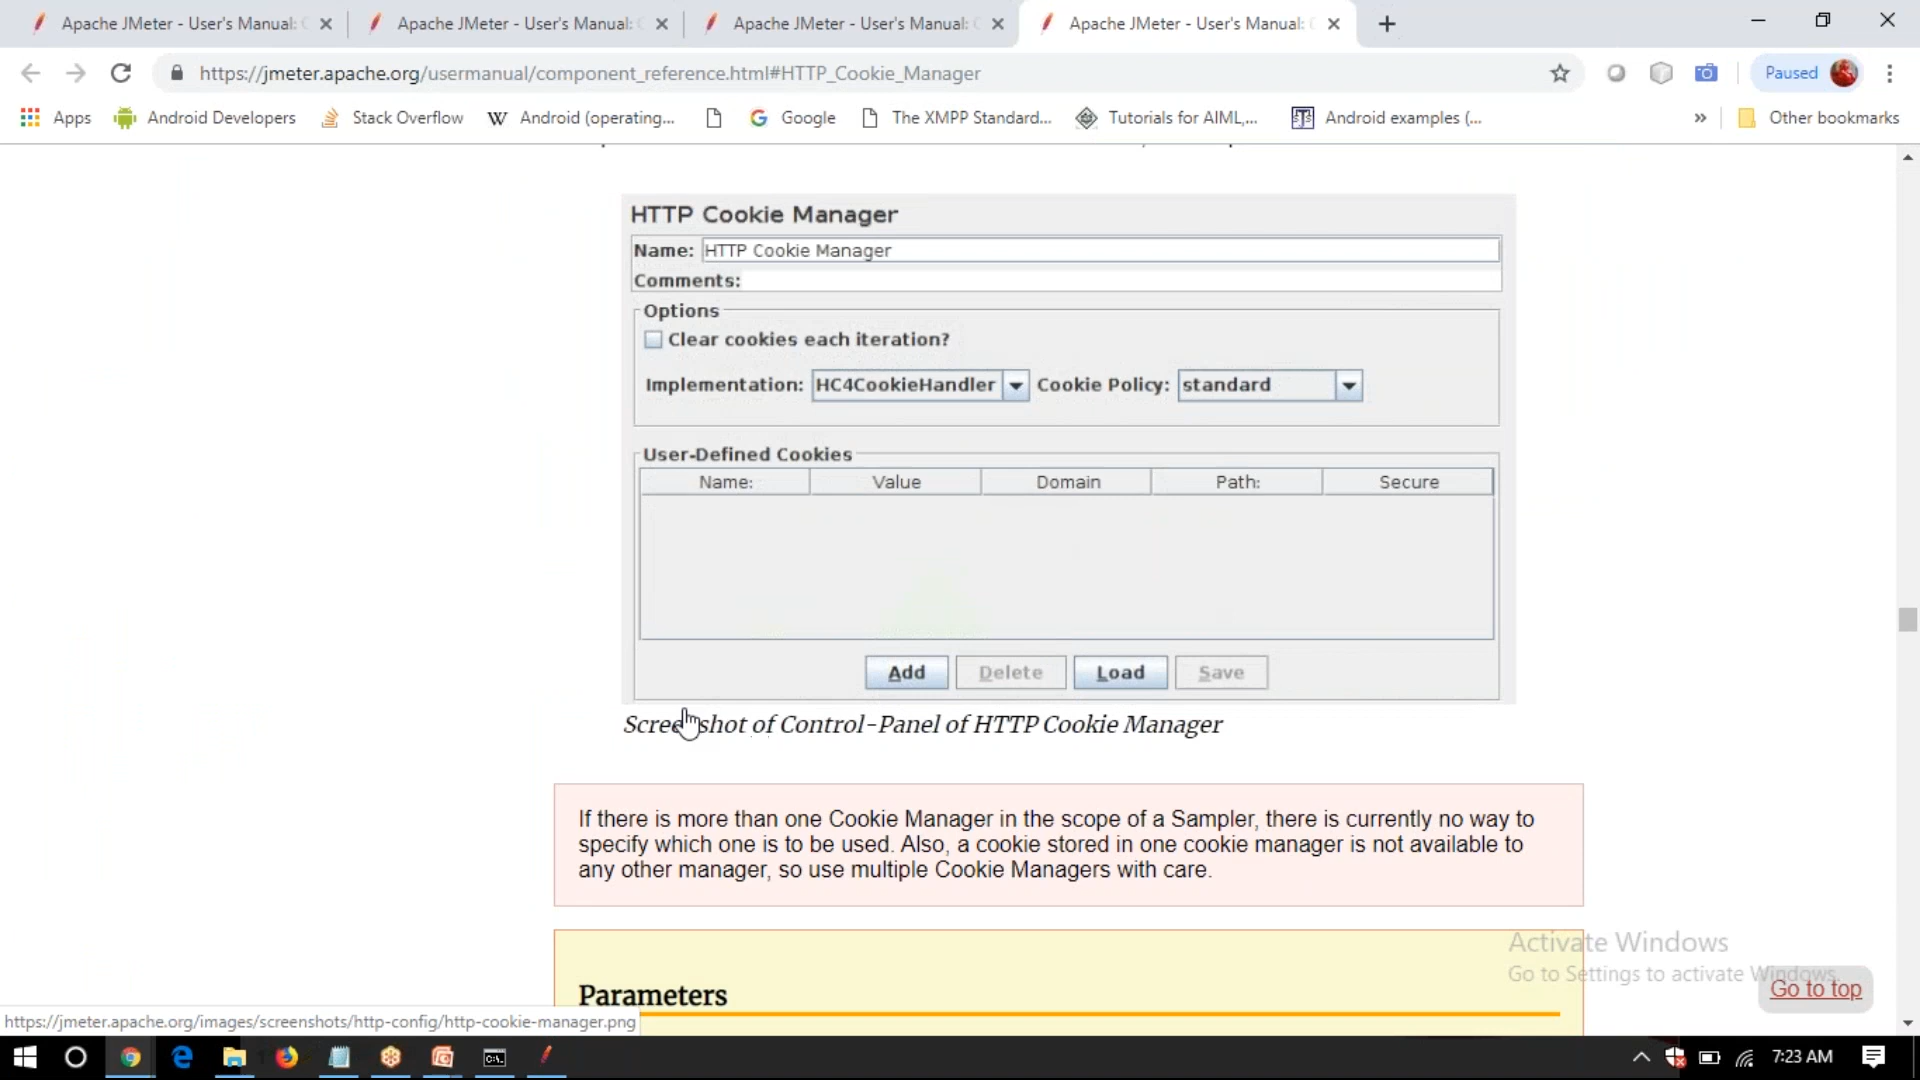 Apache JMeter - User's Manual:
Apache JMeter - User's Manual:
Apache JMeter - User's Manual:
Apache JMeter - User's Manual:
https://jmeter.apache.org/usermanual/component_reference.html#HTTP_Cookie_Manager
Paused
Apps
Android Developers
Stack Overflow
W Android (operating...
Google
The XMPP Standard...
Tutorials for AIML,...
Android examples (...
»
Other bookmarks
HTTP Cookie Manager
Name: HTTP Cookie Manager
Comments:
Options
Clear cookies each iteration?
Implementation: HC4CookieHandler Cookie Policy: standard
User-Defined Cookies
Name: Value Domain Path: Secure
Add Delete Load Save
Screenshot of Control-Panel of HTTP Cookie Manager
If there is more than one Cookie Manager in the scope of a Sampler, there is currently no way to
specify which one is to be used. Also, a cookie stored in one cookie manager is not available to
any other manager, so use multiple Cookie Managers with care.
Activate Windows
Go to Settings to activate Windows.
Go to top
Parameters
https://jmeter.apache.org/images/screenshots/http-config/http-cookie-manager.png
7:23 AM